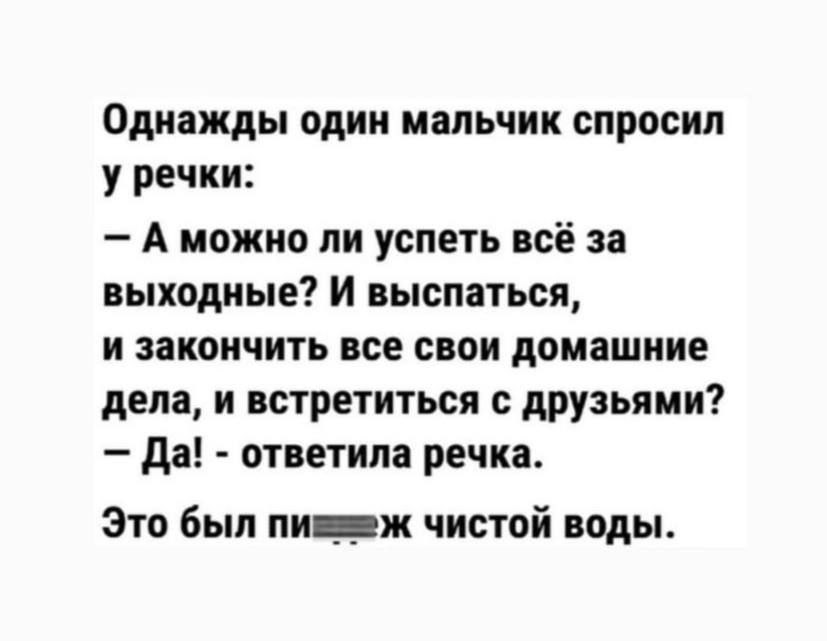 Однажды один мальчик спросил
у речки:
– А можно ли успеть всё за
выходные? И выспаться,
и закончить все свои домашние
дела, и встретиться с друзьями?
– Да! - ответила речка.
Это был чистой воды.